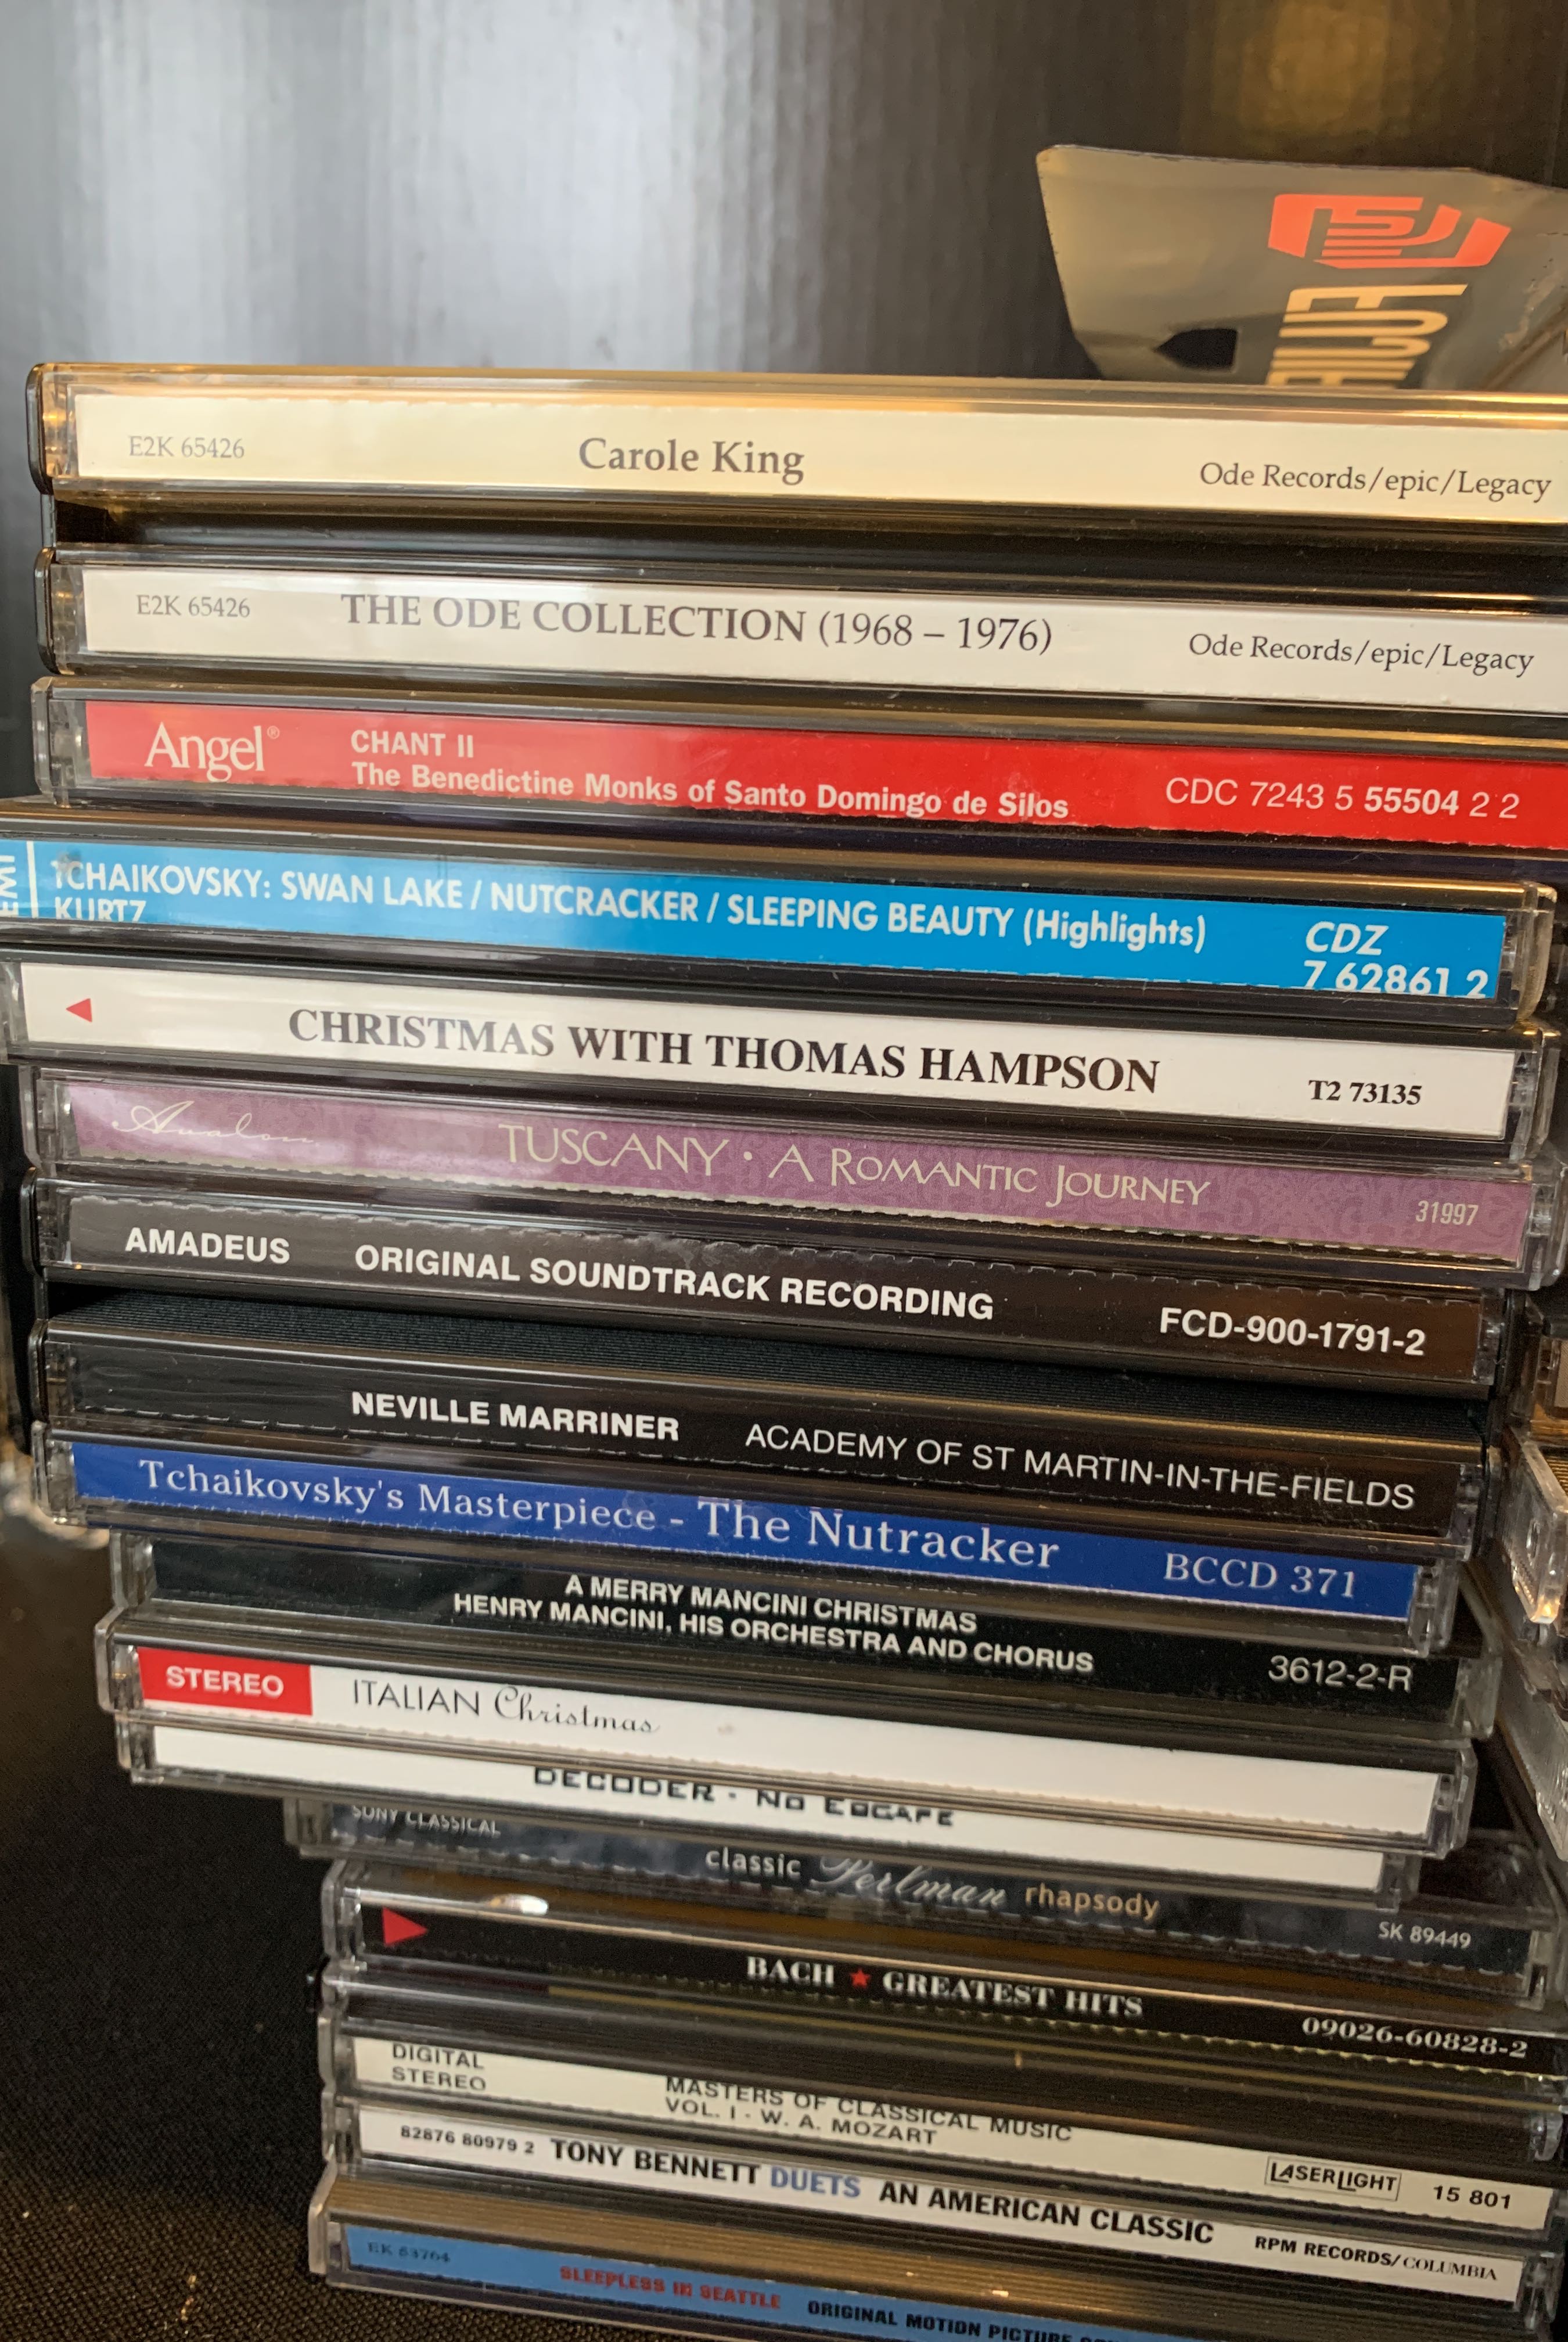 E2K 65426 Carole King Ode Records/epic/Legacy
E2K 65426 THE ODE COLLECTION (1968 – 1976) Ode Records/epic/Legacy
Angel® CHANT II
The Benedictine Monks of Santo Domingo de Silos CDC 7243 5 55504 2 2
EMI
TCHAIKOVSKY: SWAN LAKE / NUTCRACKER / SLEEPING BEAUTY (Highlights) CDZ
KURTZ 7 62861 2
CHRISTMAS WITH THOMAS HAMPSON T2 73135
Avalon TUSCANY · A ROMANTIC JOURNEY 31997
AMADEUS ORIGINAL SOUNDTRACK RECORDING FCD-900-1791-2
NEVILLE MARRINER ACADEMY OF ST MARTIN-IN-THE-FIELDS
Tchaikovsky's Masterpiece - The Nutracker BCCD 371
A MERRY MANCINI CHRISTMAS
HENRY MANCINI, HIS ORCHESTRA AND CHORUS 3612-2-R
STEREO ITALIAN Christmas
DECODER · NO ESCAPE
SONY CLASSICAL
classic Perlman rhapsody SK 89449
BACH ★ GREATEST HITS 09026-60828-2
DIGITAL
STEREO
MASTERS OF CLASSICAL MUSIC
VOL. I - W. A. MOZART LASERLIGHT 15 801
82876 80979 2 TONY BENNETT DUETS AN AMERICAN CLASSIC RPM RECORDS/COLUMBIA
EK 53764 SLEEPLESS IN SEATTLE ORIGINAL MOTION PICTURE